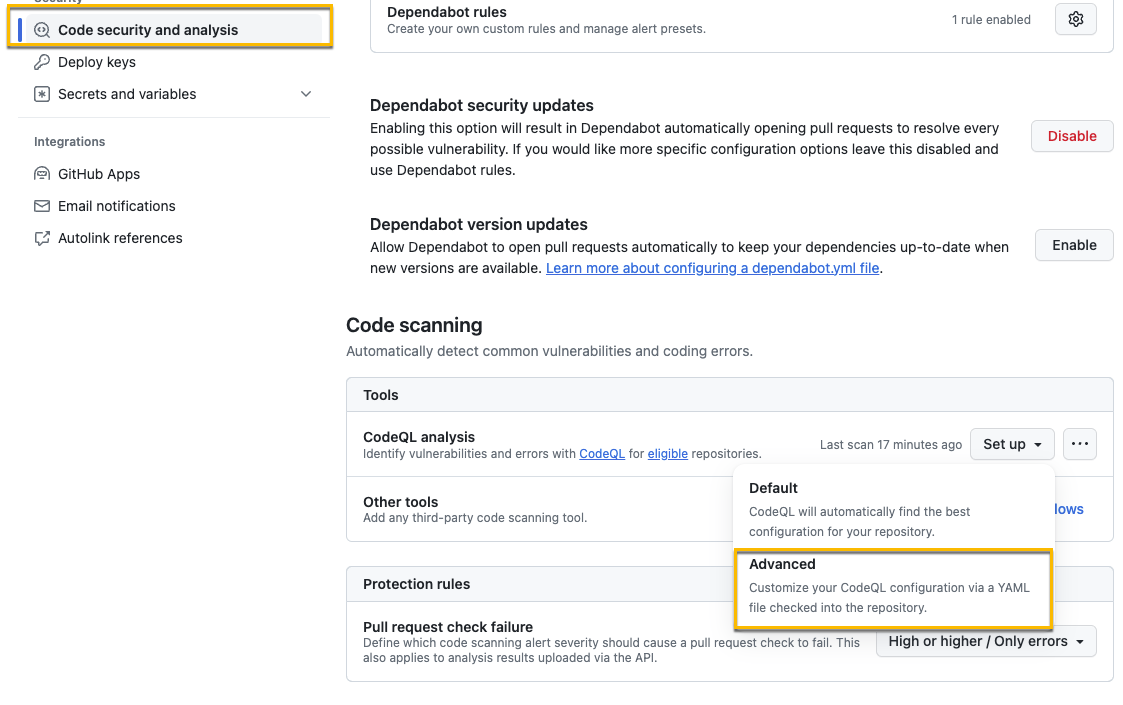 Code security and analysis
Deploy keys
Secrets and variables
Integrations
GitHub Apps
Email notifications
Autolink references
Dependabot rules
Create your own custom rules and manage alert presets.
1 rule enabled
Dependabot security updates
Enabling this option will result in Dependabot automatically opening pull requests to resolve every
possible vulnerability. If you would like more specific configuration options leave this disabled and
use Dependabot rules.
Disable
Dependabot version updates
Allow Dependabot to open pull requests automatically to keep your dependencies up-to-date when
new versions are available. Learn more about configuring a dependabot.yml file.
Enable
Code scanning
Automatically detect common vulnerabilities and coding errors.
Tools
CodeQL analysis
Identify vulnerabilities and errors with CodeQL for eligible repositories.
Last scan 17 minutes ago
Set up
Default
CodeQL will automatically find the best
configuration for your repository.
Advanced
Customize your CodeQL configuration via a YAML
file checked into the repository.
Other tools
Add any third-party code scanning tool.
Protection rules
Pull request check failure
Define which code scanning alert severity should cause a pull request check to fail. This
also applies to analysis results uploaded via the API.
High or higher / Only errors